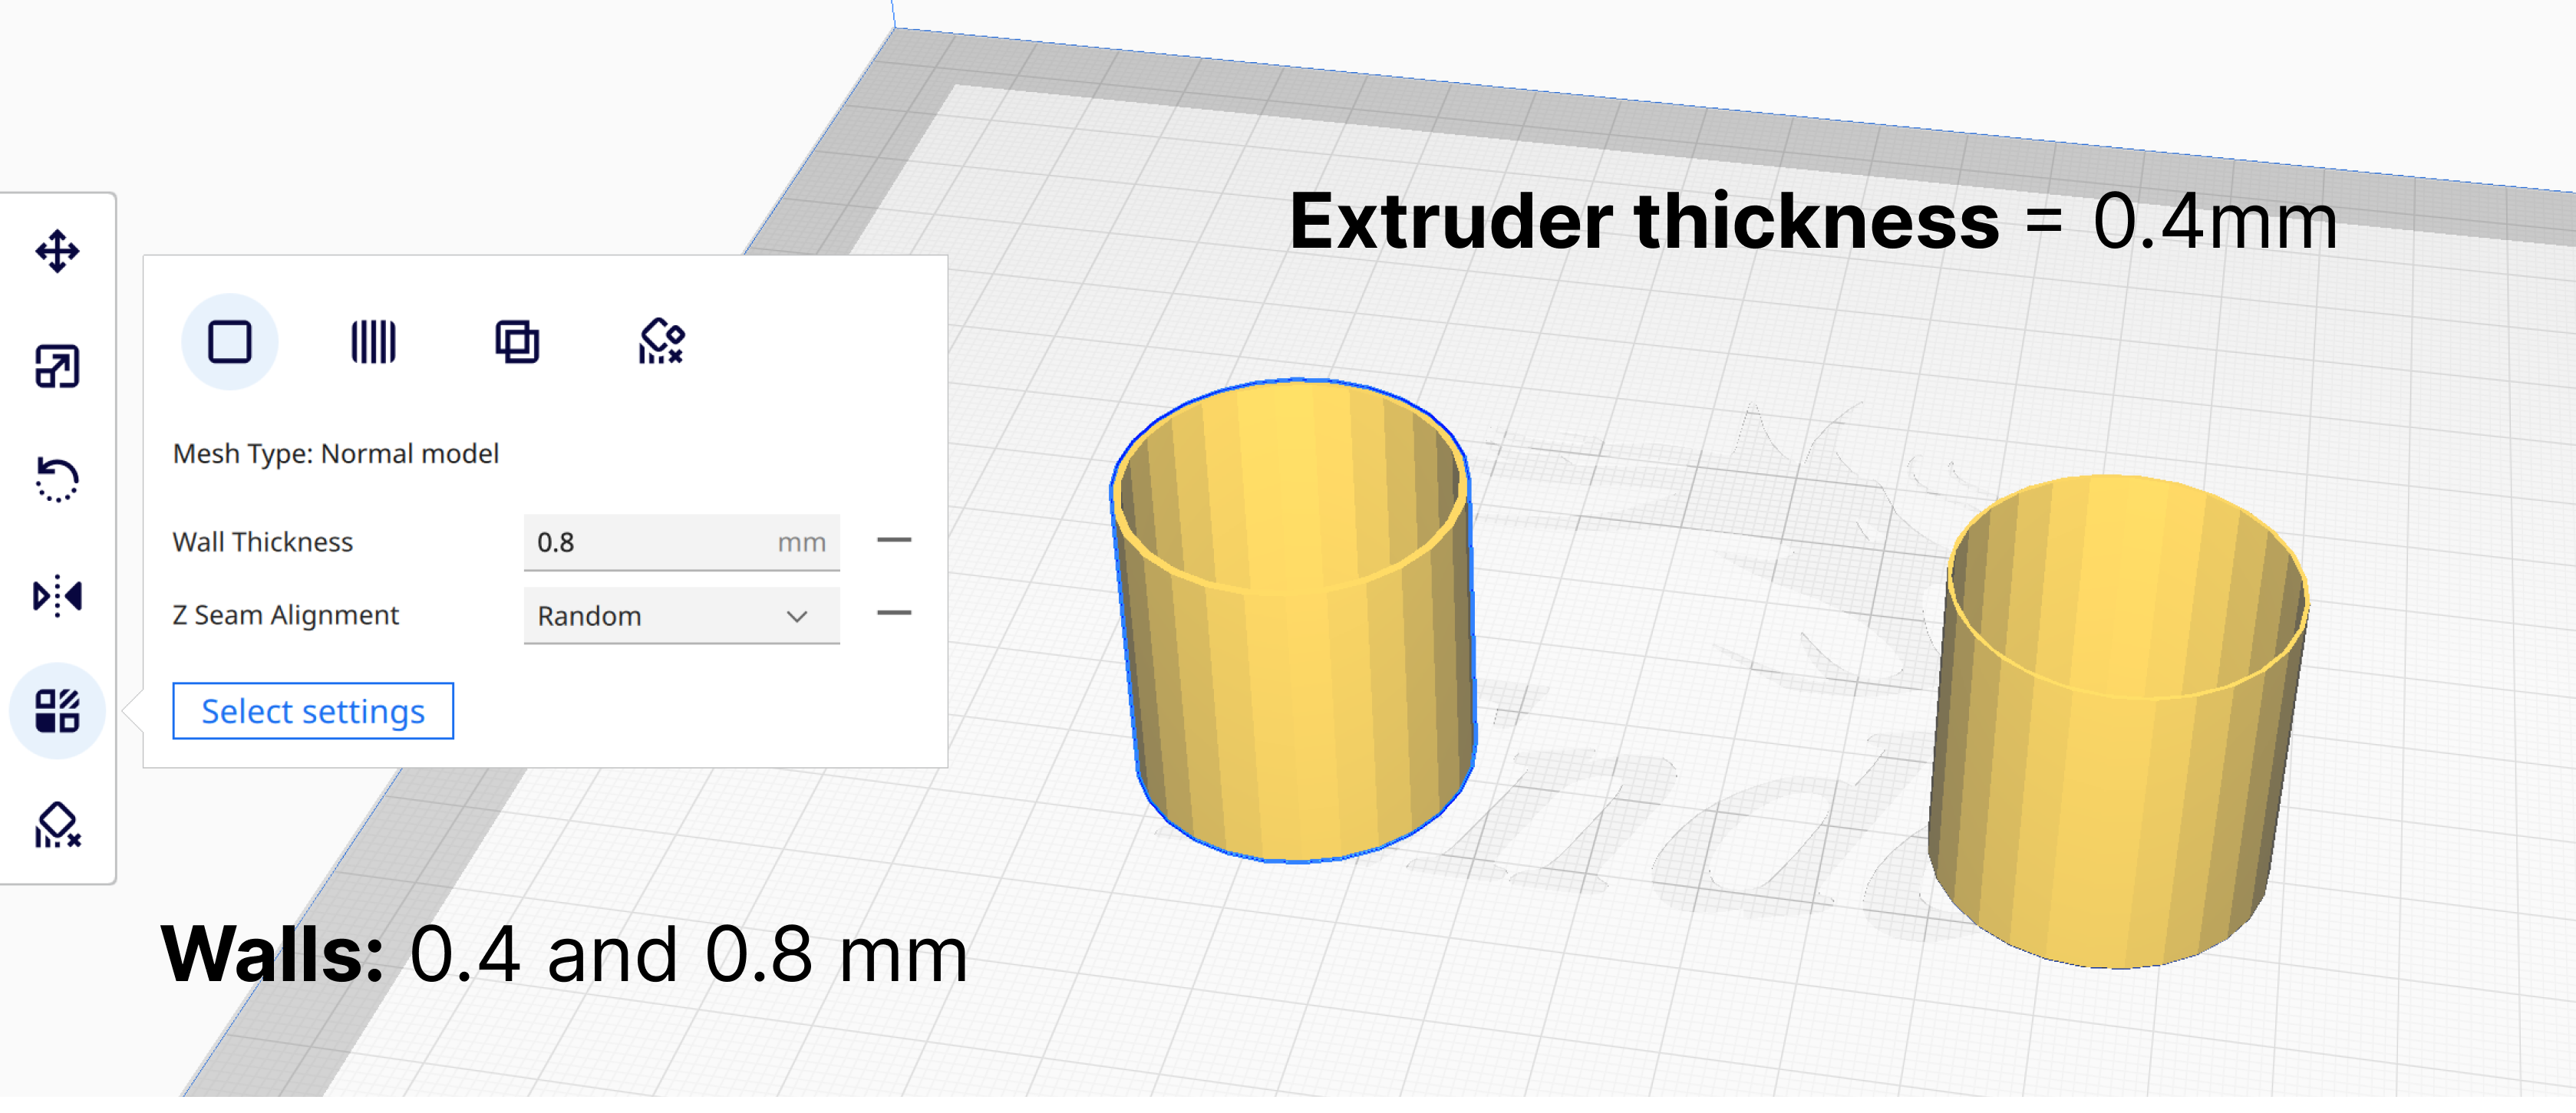 Extruder thickness = 0.4mm
Mesh Type: Normal model
Wall Thickness 0.8 mm
Z Seam Alignment Random
Select settings
Walls: 0.4 and 0.8 mm